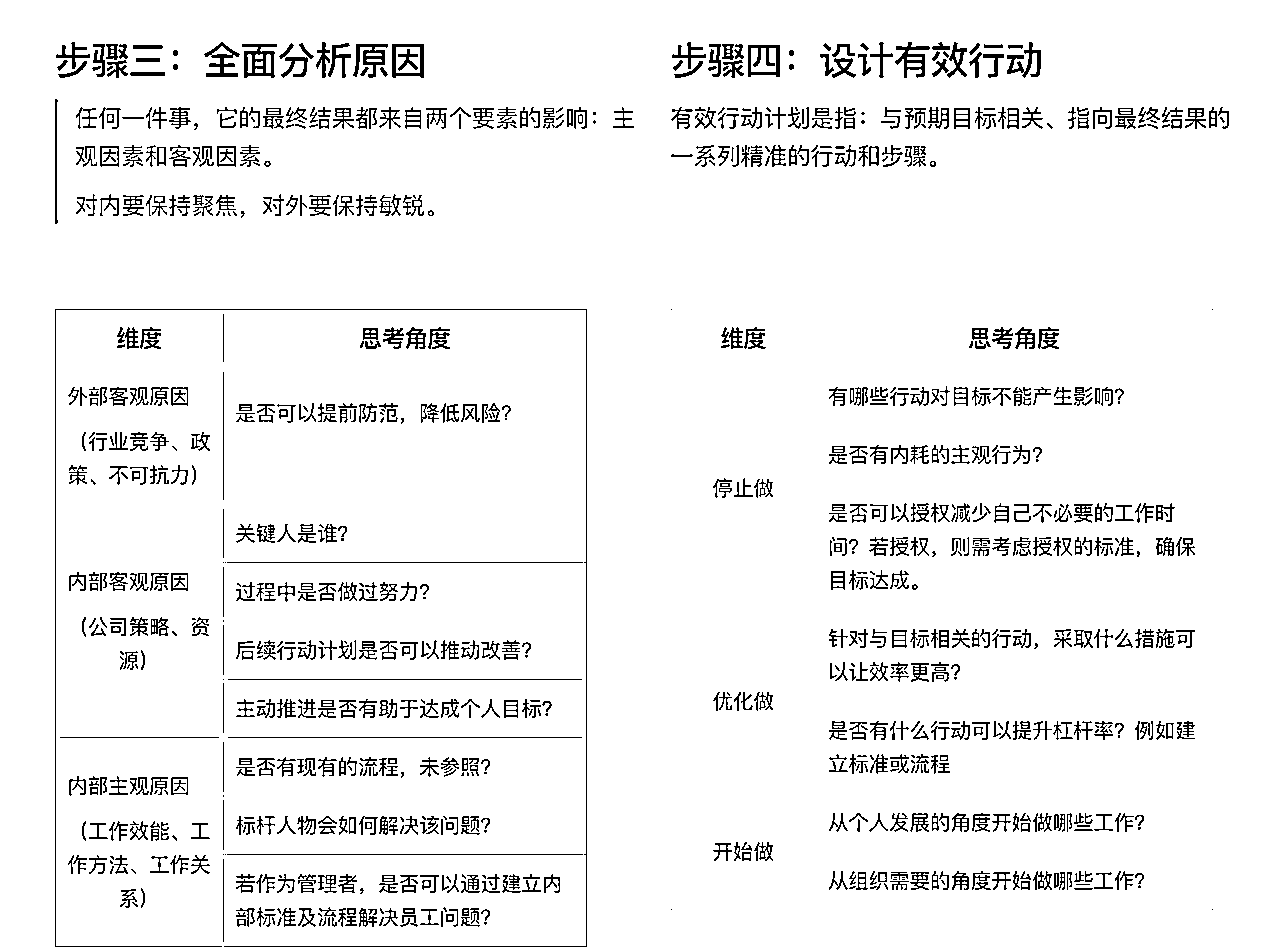 步骤三：全面分析原因
任何一件事，它的最终结果都来自两个要素的影响：主
观因素和客观因素。
对内要保持聚焦，对外要保持敏锐。
维度
思考角度
外部客观原因
（行业竞争、政
策、不可抗力）
是否可以提前防范，降低风险？
内部客观原因
（公司策略、资
源）
关键人是谁？
过程中是否做过努力？
后续行动计划是否可以推动改善？
主动推进是否有助于达成个人目标？
内部主观原因
（工作效能、工
作方法、工作关
系）
是否有现有的流程，未参照？
标杆人物会如何解决该问题？
若作为管理者，是否可以通过建立内
部标准及流程解决员工问题？
步骤四：设计有效行动
有效行动计划是指：与预期目标相关、指向最终结果的
一系列精准的行动和步骤。
维度
思考角度
停止做
有哪些行动对目标不能产生影响？
是否有内耗的主观行为？
是否可以授权减少自己不必要的工作时
间？若授权，则需考虑授权的标准，确保
目标达成。
优化做
针对与目标相关的行动，采取什么措施可
以让效率更高？
是否有什么行动可以提升杠杆率？例如建
立标准或流程
开始做
从个人发展的角度开始做哪些工作？
从组织需要的角度开始做哪些工作？